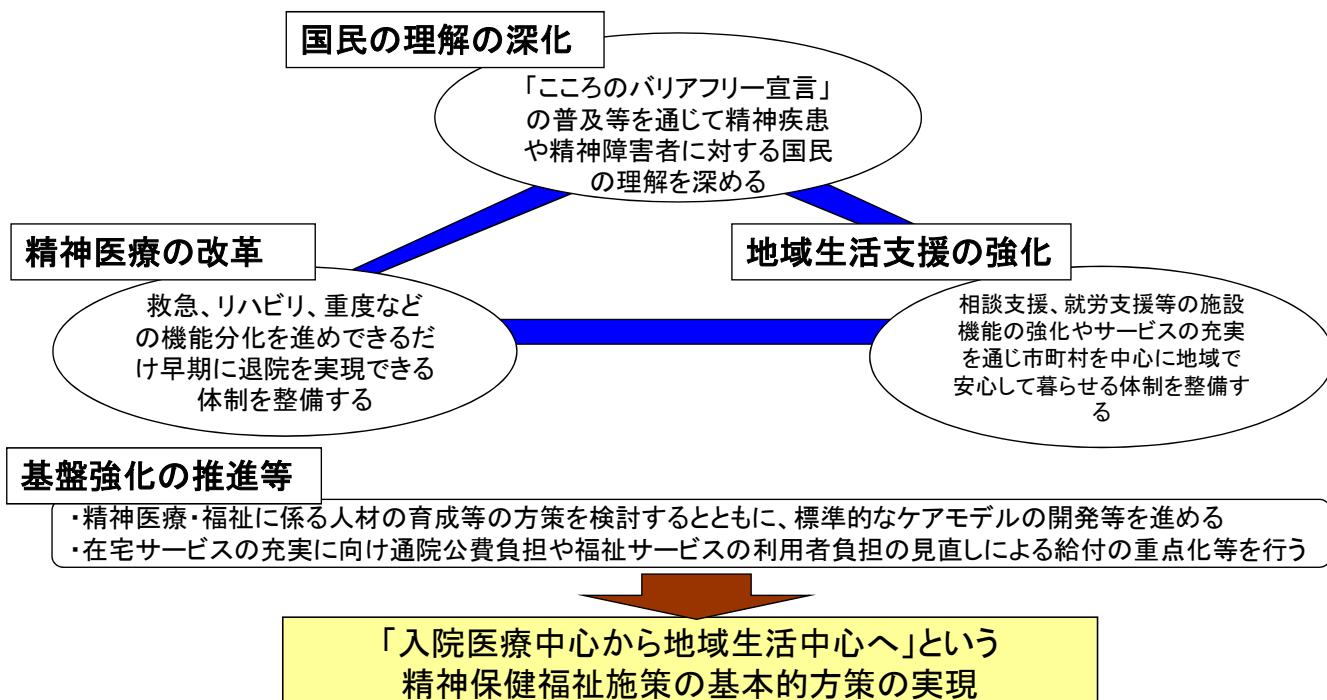 国民の理解の深化
「こころのバリアフリー宣言」
の普及等を通じて精神疾患
や精神障害者に対する国民
の理解を深める
精神医療の改革
救急、リハビリ、重度など
の機能分化を進めできるだ
け早期に退院を実現できる
体制を整備する
地域生活支援の強化
相談支援、就労支援等の施設
機能の強化やサービスの充実
を通じ市町村を中心に地域で
安心して暮らせる体制を整備す
る
基盤強化の推進等
・精神医療・福祉に係る人材の育成等の方策を検討するとともに、標準的なケアモデルの開発等を進める
・在宅サービスの充実に向け通院公費負担や福祉サービスの利用者負担の見直しによる給付の重点化等を行う
「入院医療中心から地域生活中心へ」という
精神保健福祉施策の基本的方策の実現